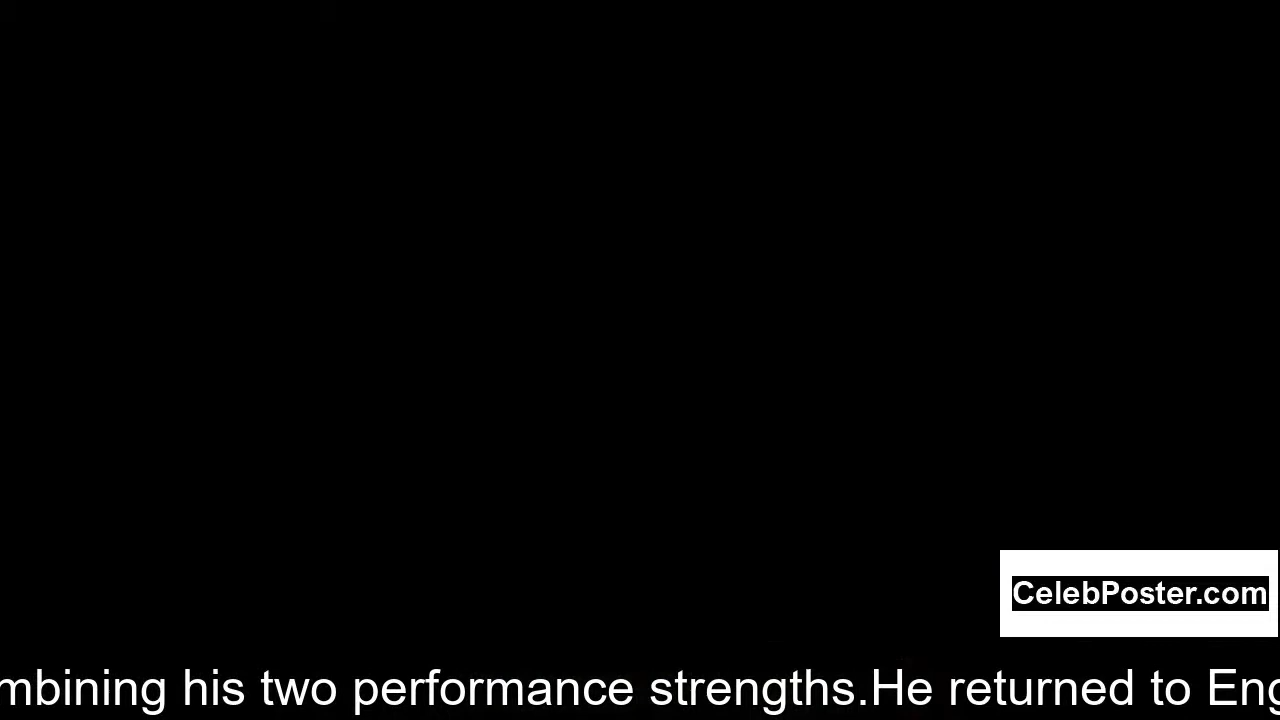 CelebPoster.com
mbining his two performance strengths.He returned to Eng